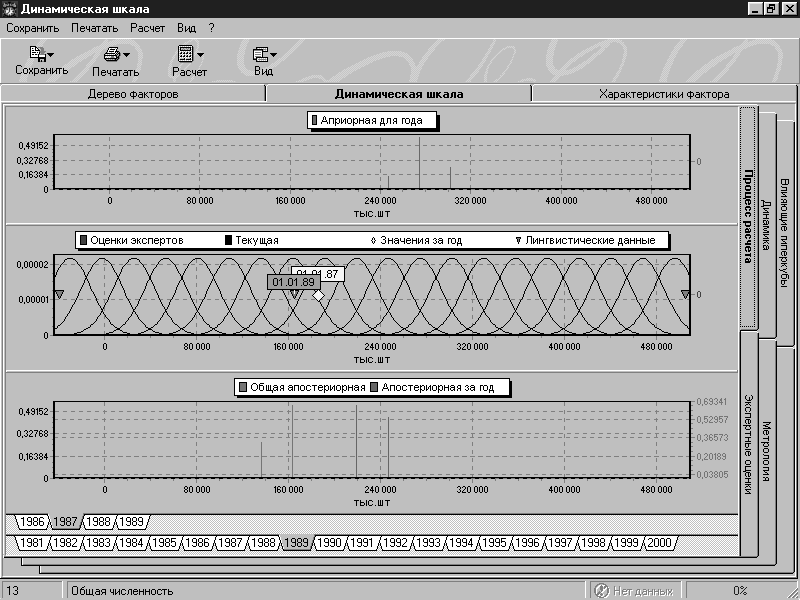 Динамическая шкала
Сохранить Печатать Расчет Вид ?
Сохранить Печатать Расчет Вид
Дерево факторов Динамическая шкала Характеристики фактора
Априорная для года
0,49152
0,32768
0,16384
0
0
0 80 000 160 000 240 000 320 000 400 000 480 000
тыс.шт
Оценки экспертов Текущая Значения за год Лингвистические данные
0,00002
0,00001
0
01.01.87
01.01.89
0
0 80 000 160 000 240 000 320 000 400 000 480 000
тыс.шт
Общая апостериорная Апостериорная за год
0,49152
0,32768
0,16384
0
0,69341
0,52957
0,36573
0,20189
0,03805
0 80 000 160 000 240 000 320 000 400 000 480 000
тыс.шт
1986 1987 1988 1989
1981 1982 1983 1984 1985 1986 1987 1988 1989 1990 1991 1992 1993 1994 1995 1996 1997 1998 1999 2000
Процесс расчета
Экспертные оценки
Динамика
Метрология
Влияющие гиперкубы
13 Общая численность Нет данных 0%